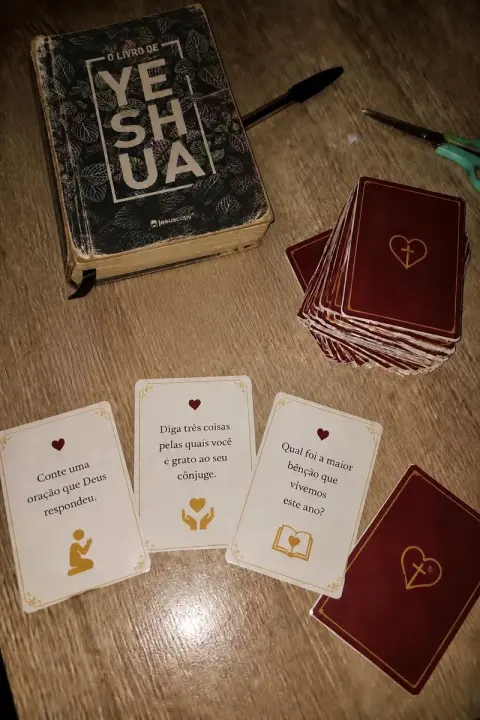 O LIVRO DE
YE
SH
UA
jesuscopy
Conte uma
oração que Deus
respondeu.
Diga três coisas
pelas quais você
é grato ao seu
cônjuge.
Qual foi a maior
bênção que
vivemos
este ano?